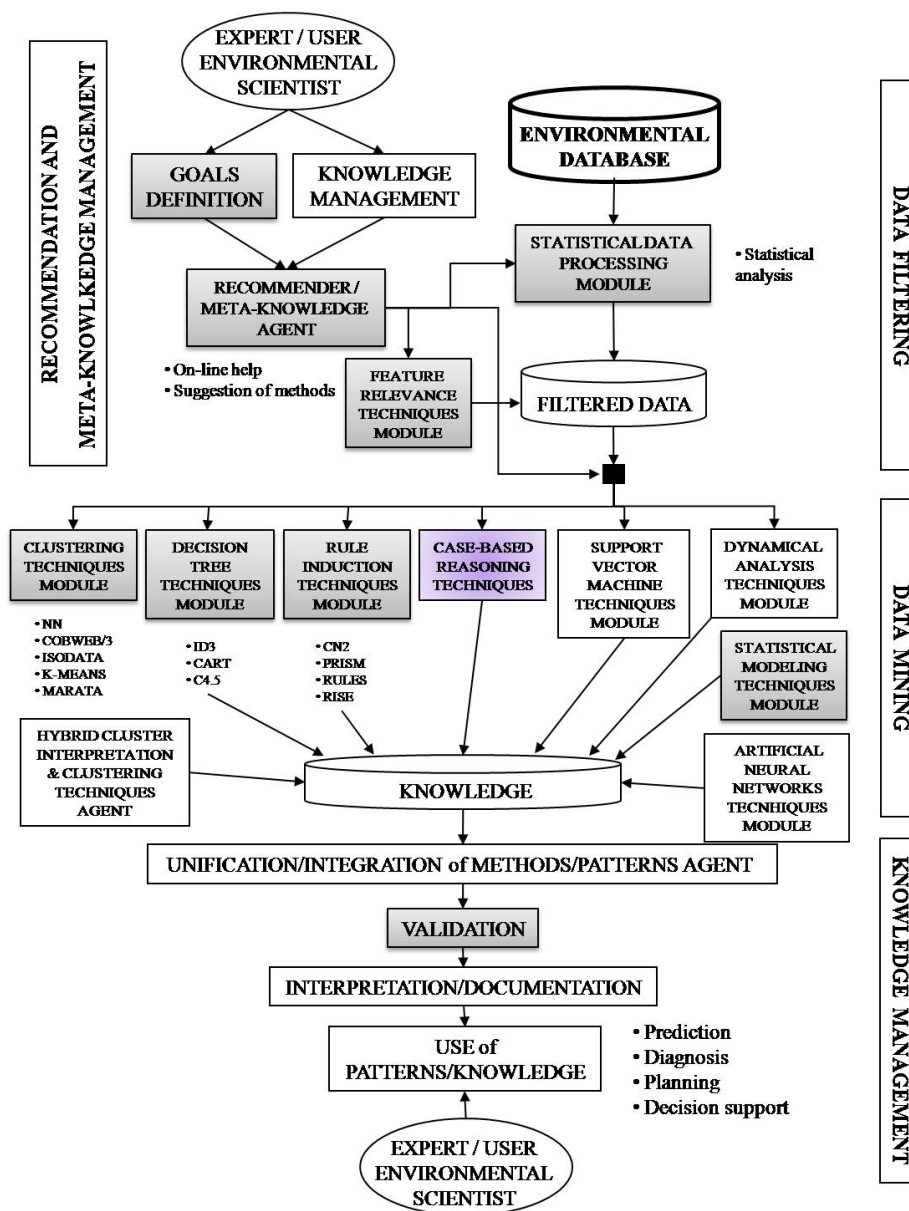 EXPERT / USER
ENVIRONMENTAL
SCIENTIST
RECOMMENDATION AND
META-KNOWLKEDGE MANAGEMENT
ENVIRONMENTAL
DATABASE
DATA FILTERING
GOALS
DEFINITION
KNOWLEDGE
MANAGEMENT
STATISTICAL DATA
PROCESSING
MODULE
• Statistical
analysis
RECOMMENDER/
META-KNOWLEDGE
AGENT
• On-line help
• Suggestion of methods
FEATURE
RELEVANCE
TECHNIQUES
MODULE
FILTERED DATA
CLUSTERING
TECHNIQUES
MODULE
DECISION
TREE
TECHNIQUES
MODULE
RULE
INDUCTION
TECHNIQUES
MODULE
CASE-BASED
REASONING
TECHNIQUES
SUPPORT
VECTOR
MACHINE
TECHNIQUES
MODULE
DYNAMICAL
ANALYSIS
TECHNIQUES
MODULE
DATA MINING
• NN
• COBWEB/3
• ISODATA
• K-MEANS
• MARATA
• ID3
• CART
• C4.5
• CN2
• PRISM
• RULES
• RISE
STATISTICAL
MODELING
TECHNIQUES
MODULE
HYBRID CLUSTER
INTERPRETATION
& CLUSTERING
TECHNIQUES
AGENT
KNOWLEDGE
ARTIFICIAL
NEURAL
NETWORKS
TECNHIQUES
MODULE
UNIFICATION/INTEGRATION of METHODS/PATTERNS AGENT
KNOWLEDGE MANAGEMENT
VALIDATION
INTERPRETATION/DOCUMENTATION
USE of
PATTERNS/KNOWLEDGE
• Prediction
• Diagnosis
• Planning
• Decision support
EXPERT / USER
ENVIRONMENTAL
SCIENTIST